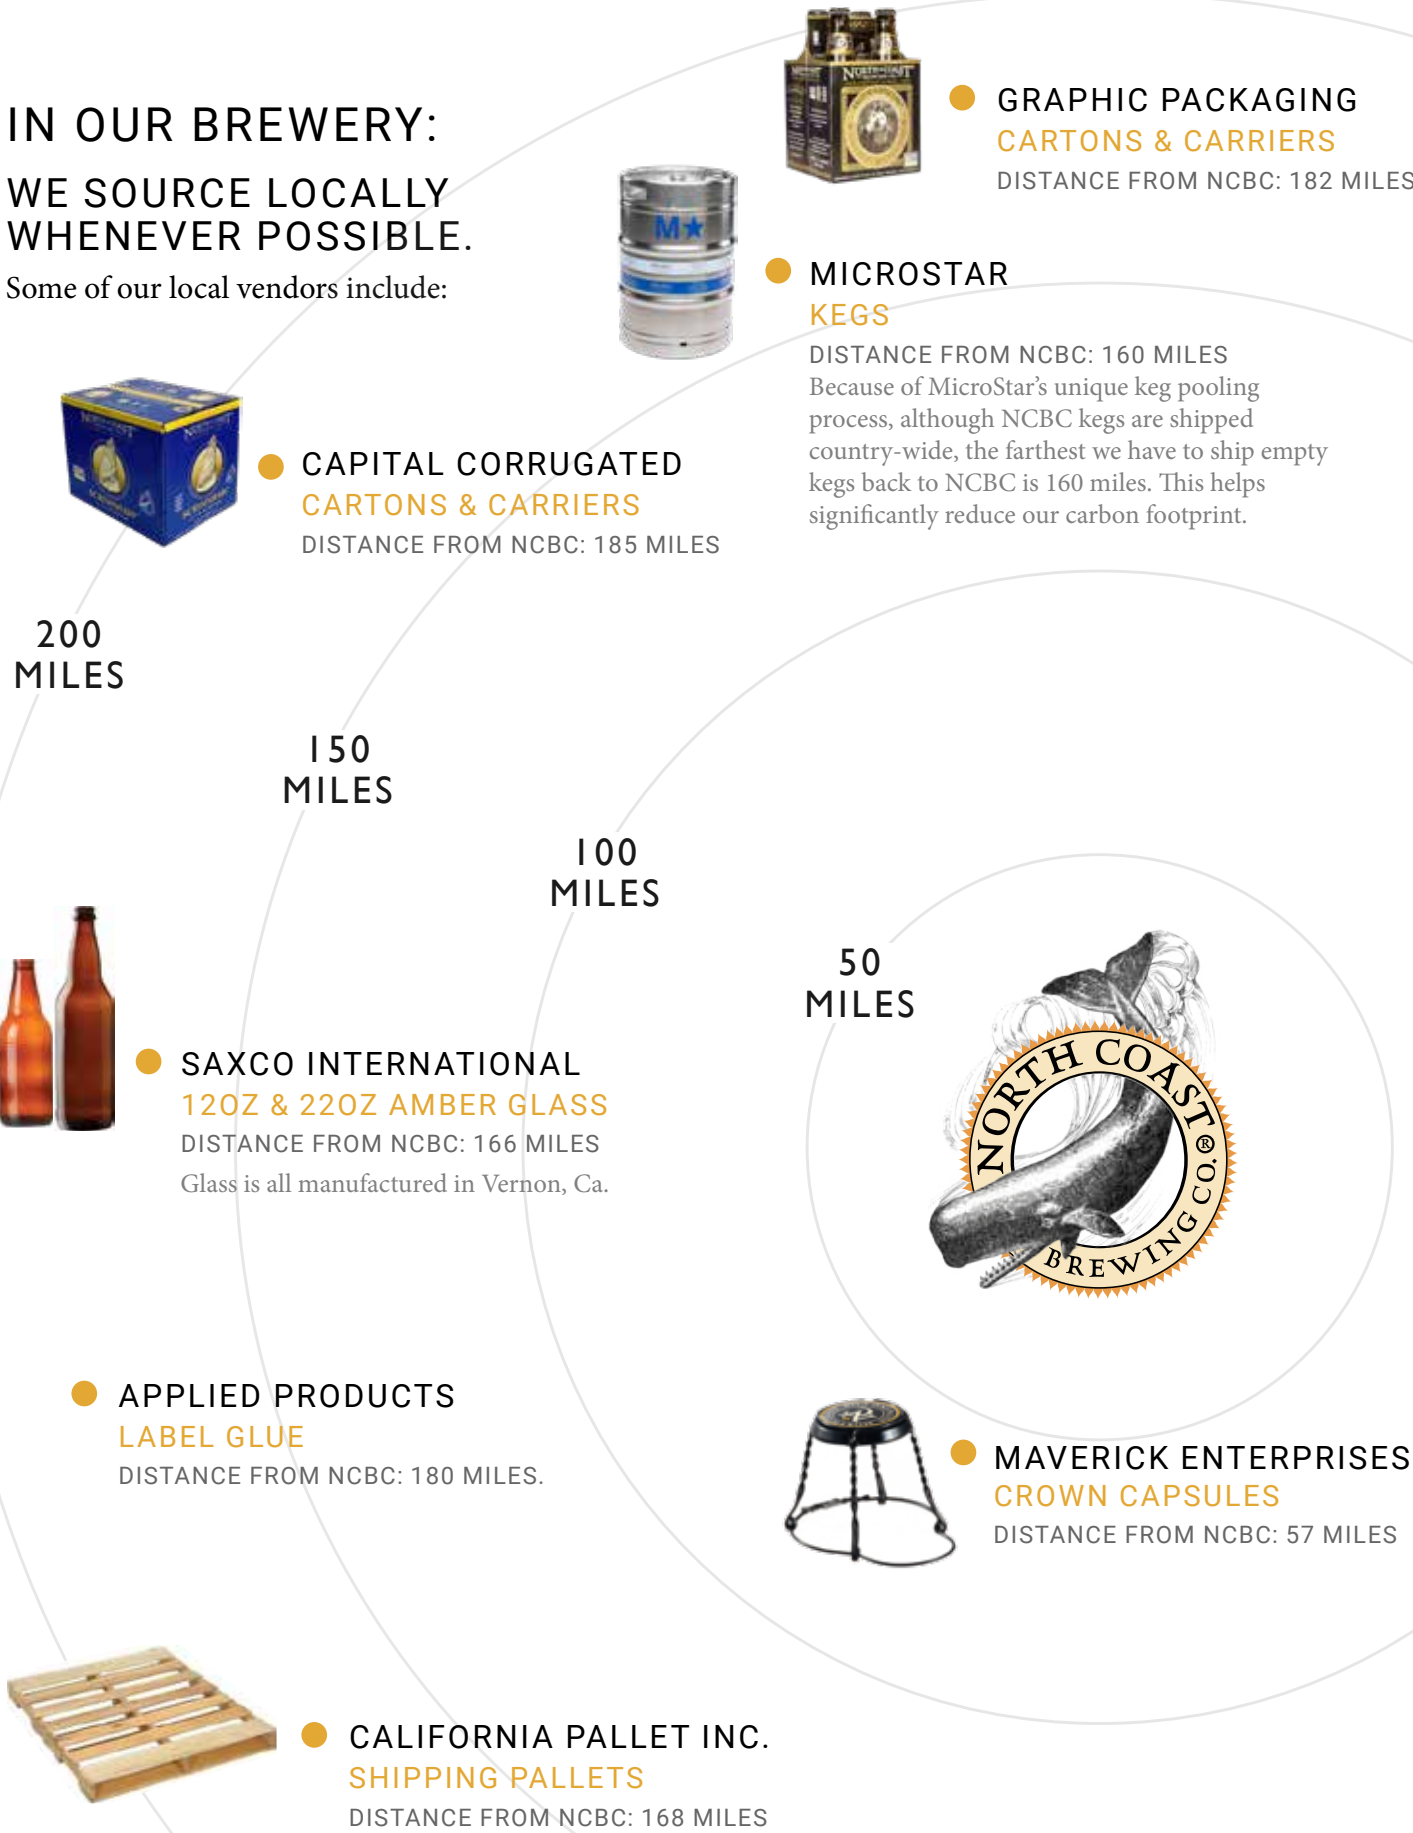 IN OUR BREWERY:
WE SOURCE LOCALLY
WHENEVER POSSIBLE.
Some of our local vendors include:
NORTH COAST
GRAPHIC PACKAGING
CARTONS & CARRIERS
DISTANCE FROM NCBC: 182 MILES
M★
MICROSTAR
KEGS
DISTANCE FROM NCBC: 160 MILES
Because of MicroStar’s unique keg pooling
process, although NCBC kegs are shipped
country-wide, the farthest we have to ship empty
kegs back to NCBC is 160 miles. This helps
significantly reduce our carbon footprint.
CAPITAL CORRUGATED
CARTONS & CARRIERS
DISTANCE FROM NCBC: 185 MILES
200
MILES
150
MILES
100
MILES
50
MILES
NORTH COAST®
BREWING CO.
SAXCO INTERNATIONAL
12OZ & 22OZ AMBER GLASS
DISTANCE FROM NCBC: 166 MILES
Glass is all manufactured in Vernon, Ca.
APPLIED PRODUCTS
LABEL GLUE
DISTANCE FROM NCBC: 180 MILES.
MAVERICK ENTERPRISES
CROWN CAPSULES
DISTANCE FROM NCBC: 57 MILES
CALIFORNIA PALLET INC.
SHIPPING PALLETS
DISTANCE FROM NCBC: 168 MILES